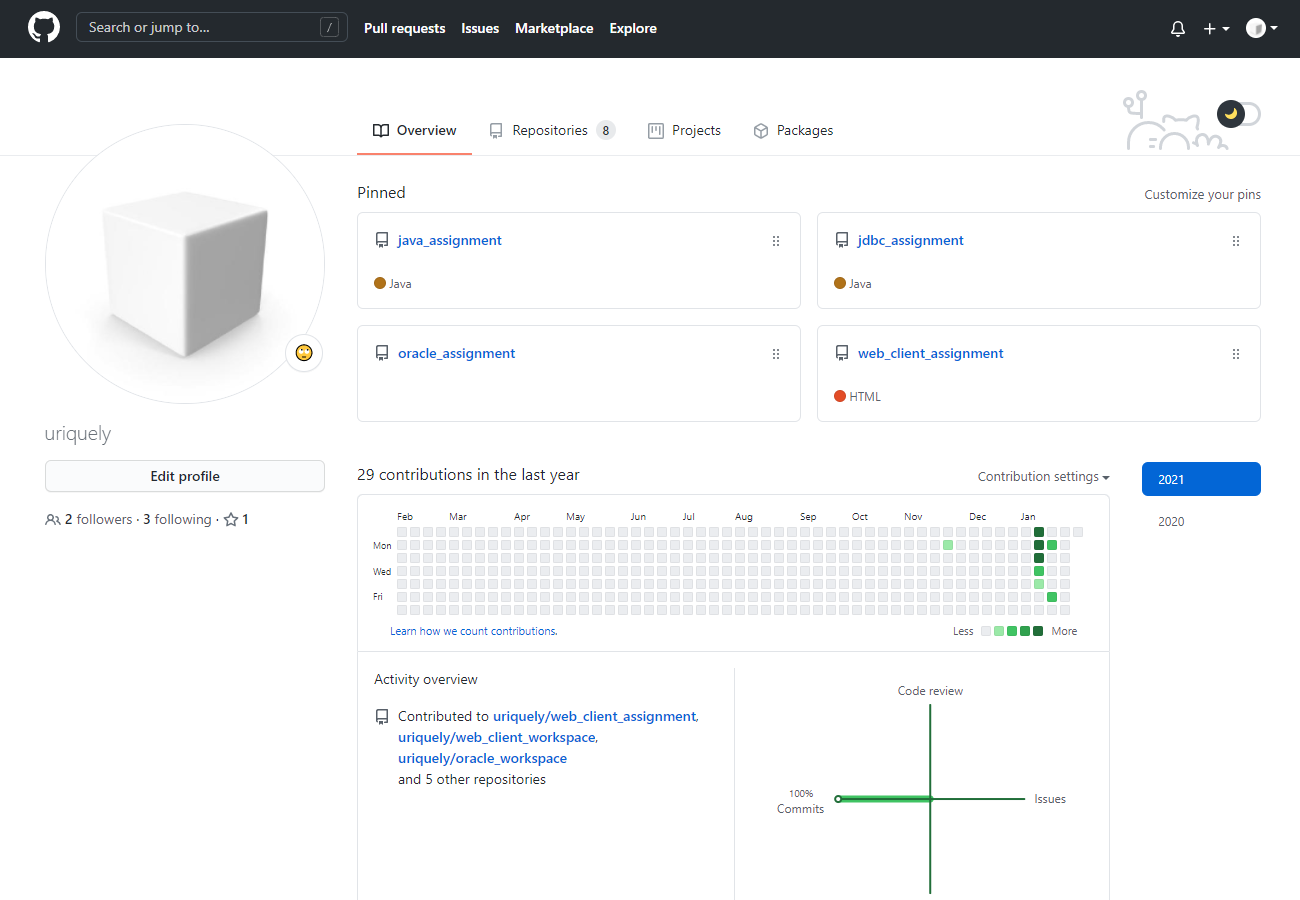 Search or jump to... /
Pull requests Issues Marketplace Explore
Overview Repositories 8 Projects Packages
uriquely
Edit profile
2 followers · 3 following · 1
Pinned Customize your pins
java_assignment
Java
jdbc_assignment
Java
oracle_assignment
web_client_assignment
HTML
29 contributions in the last year
Contribution settings
2021
2020
Feb Mar Apr May Jun Jul Aug Sep Oct Nov Dec Jan
Mon
Wed
Fri
Learn how we count contributions. Less More
Activity overview
Contributed to uriquely/web_client_assignment,
uriquely/web_client_workspace,
uriquely/oracle_workspace
and 5 other repositories
Code review
100%
Commits
Issues